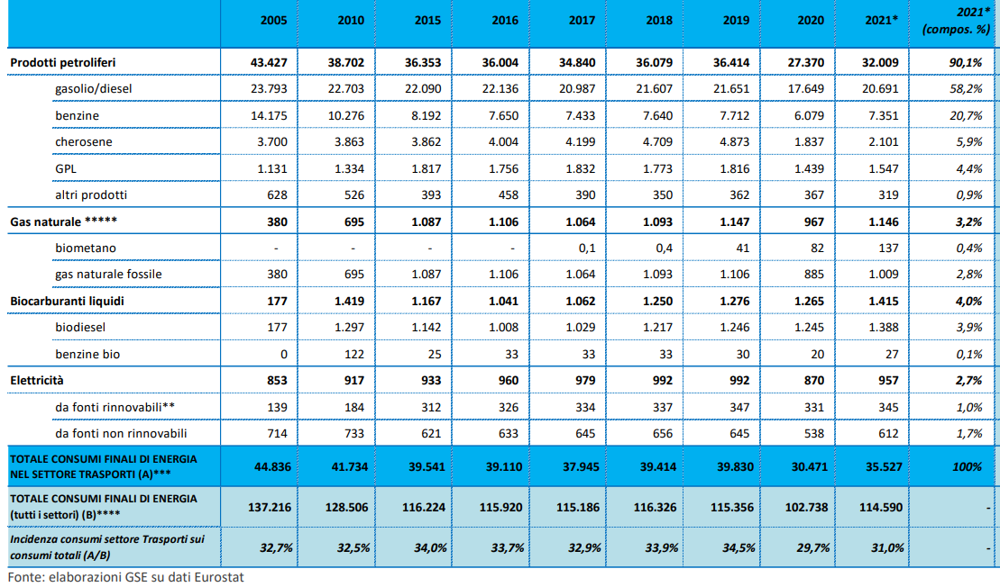 2005 2010 2015 2016 2017 2018 2019 2020 2021* 2021* (compos. %)
Prodotti petroliferi 43.427 38.702 36.353 36.004 34.840 36.079 36.414 27.370 32.009 90,1%
gasolio/diesel 23.793 22.703 22.090 22.136 20.987 21.607 21.651 17.649 20.691 58,2%
benzine 14.175 10.276 8.192 7.650 7.433 7.640 7.712 6.079 7.351 20,7%
cherosene 3.700 3.863 3.862 4.004 4.199 4.709 4.873 1.837 2.101 5,9%
GPL 1.131 1.334 1.817 1.756 1.832 1.773 1.816 1.439 1.547 4,4%
altri prodotti 628 526 393 458 390 350 362 367 319 0,9%
Gas naturale ***** 380 695 1.087 1.106 1.064 1.093 1.147 967 1.146 3,2%
biometano - - - - 0,1 0,4 41 82 137 0,4%
gas naturale fossile 380 695 1.087 1.106 1.064 1.093 1.106 885 1.009 2,8%
Biocarburanti liquidi 177 1.419 1.167 1.041 1.062 1.250 1.276 1.265 1.415 4,0%
biodiesel 177 1.297 1.142 1.008 1.029 1.217 1.246 1.245 1.388 3,9%
benzine bio 0 122 25 33 33 33 30 20 27 0,1%
Elettricità 853 917 933 960 979 992 992 870 957 2,7%
da fonti rinnovabili** 139 184 312 326 334 337 347 331 345 1,0%
da fonti non rinnovabili 714 733 621 633 645 656 645 538 612 1,7%
TOTALE CONSUMI FINALI DI ENERGIA
NEL SETTORE TRASPORTI (A)*** 44.836 41.734 39.541 39.110 37.945 39.414 39.830 30.471 35.527 100%
TOTALE CONSUMI FINALI DI ENERGIA
(tutti i settori) (B)**** 137.216 128.506 116.224 115.920 115.186 116.326 115.356 102.738 114.590 -
Incidenza consumi settore Trasporti sui
consumi totali (A/B) 32,7% 32,5% 34,0% 33,7% 32,9% 33,9% 34,5% 29,7% 31,0% -
Fonte: elaborazioni GSE su dati Eurostat